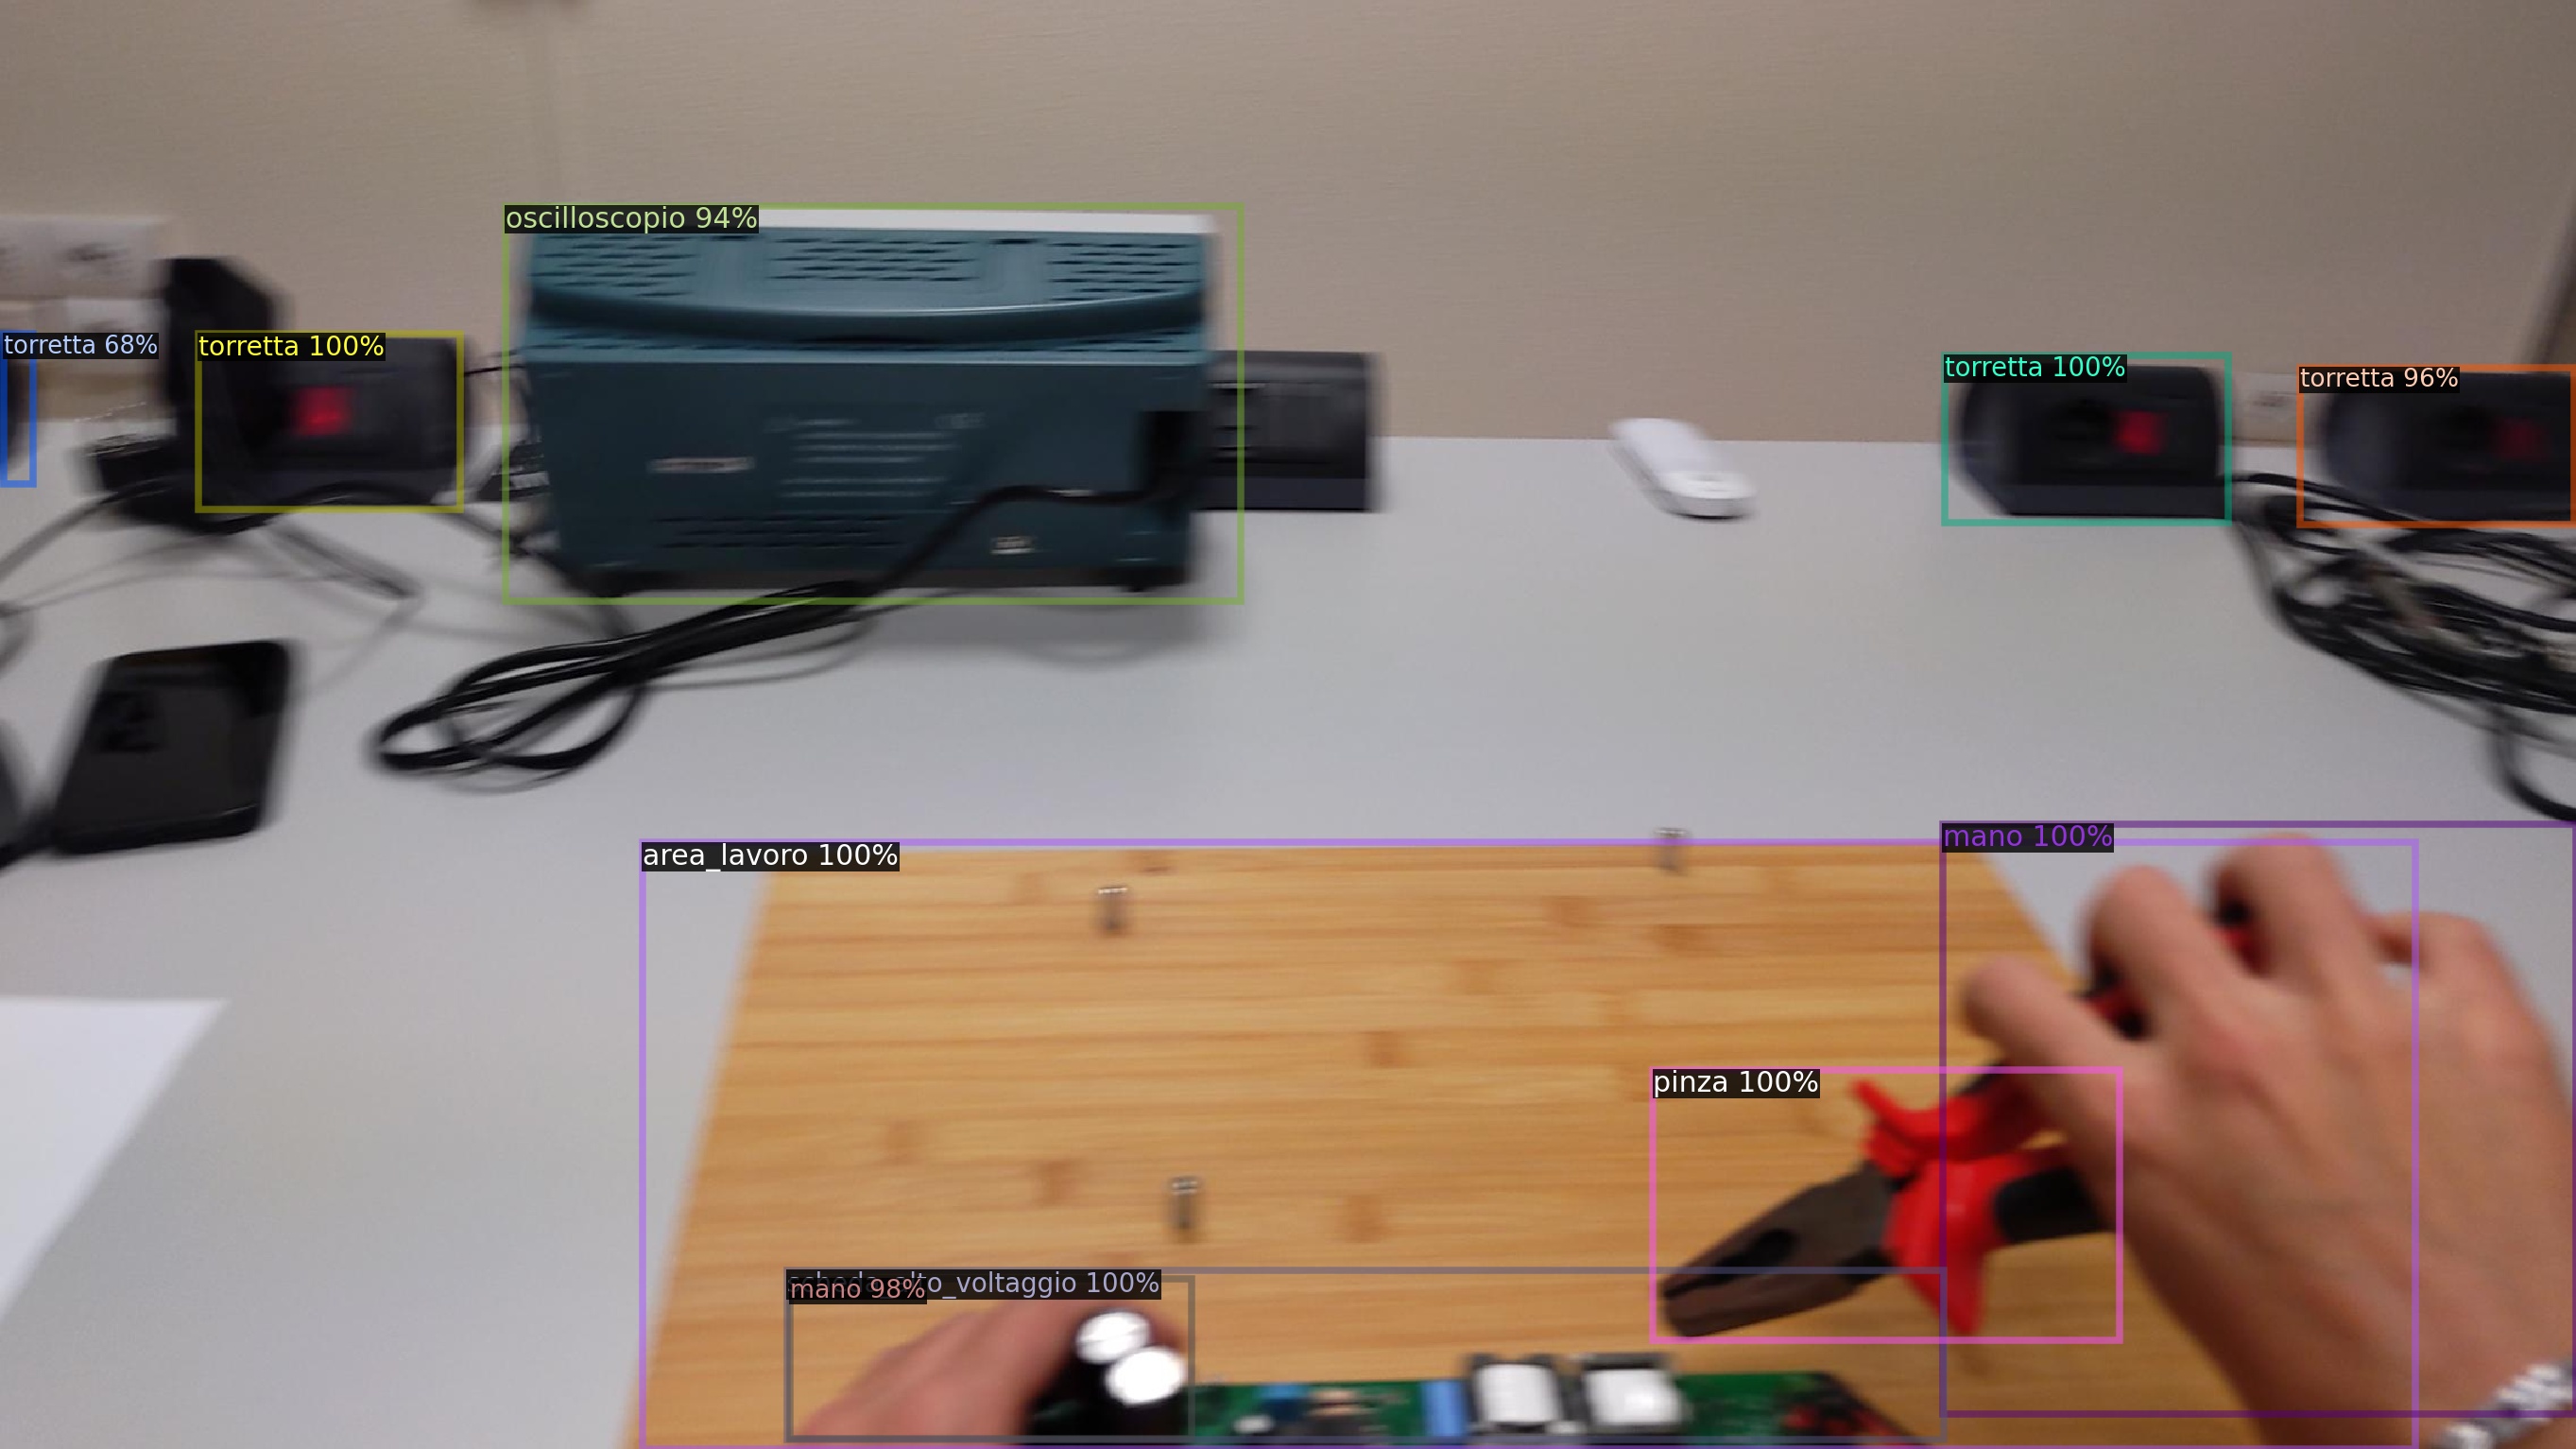 oscilloscopio 94%
torretta 68%
torretta 100%
torretta 100%
torretta 96%
mano 100%
area_lavoro 100%
pinza 100%
scheda_alto_voltaggio 100%
mano 98%